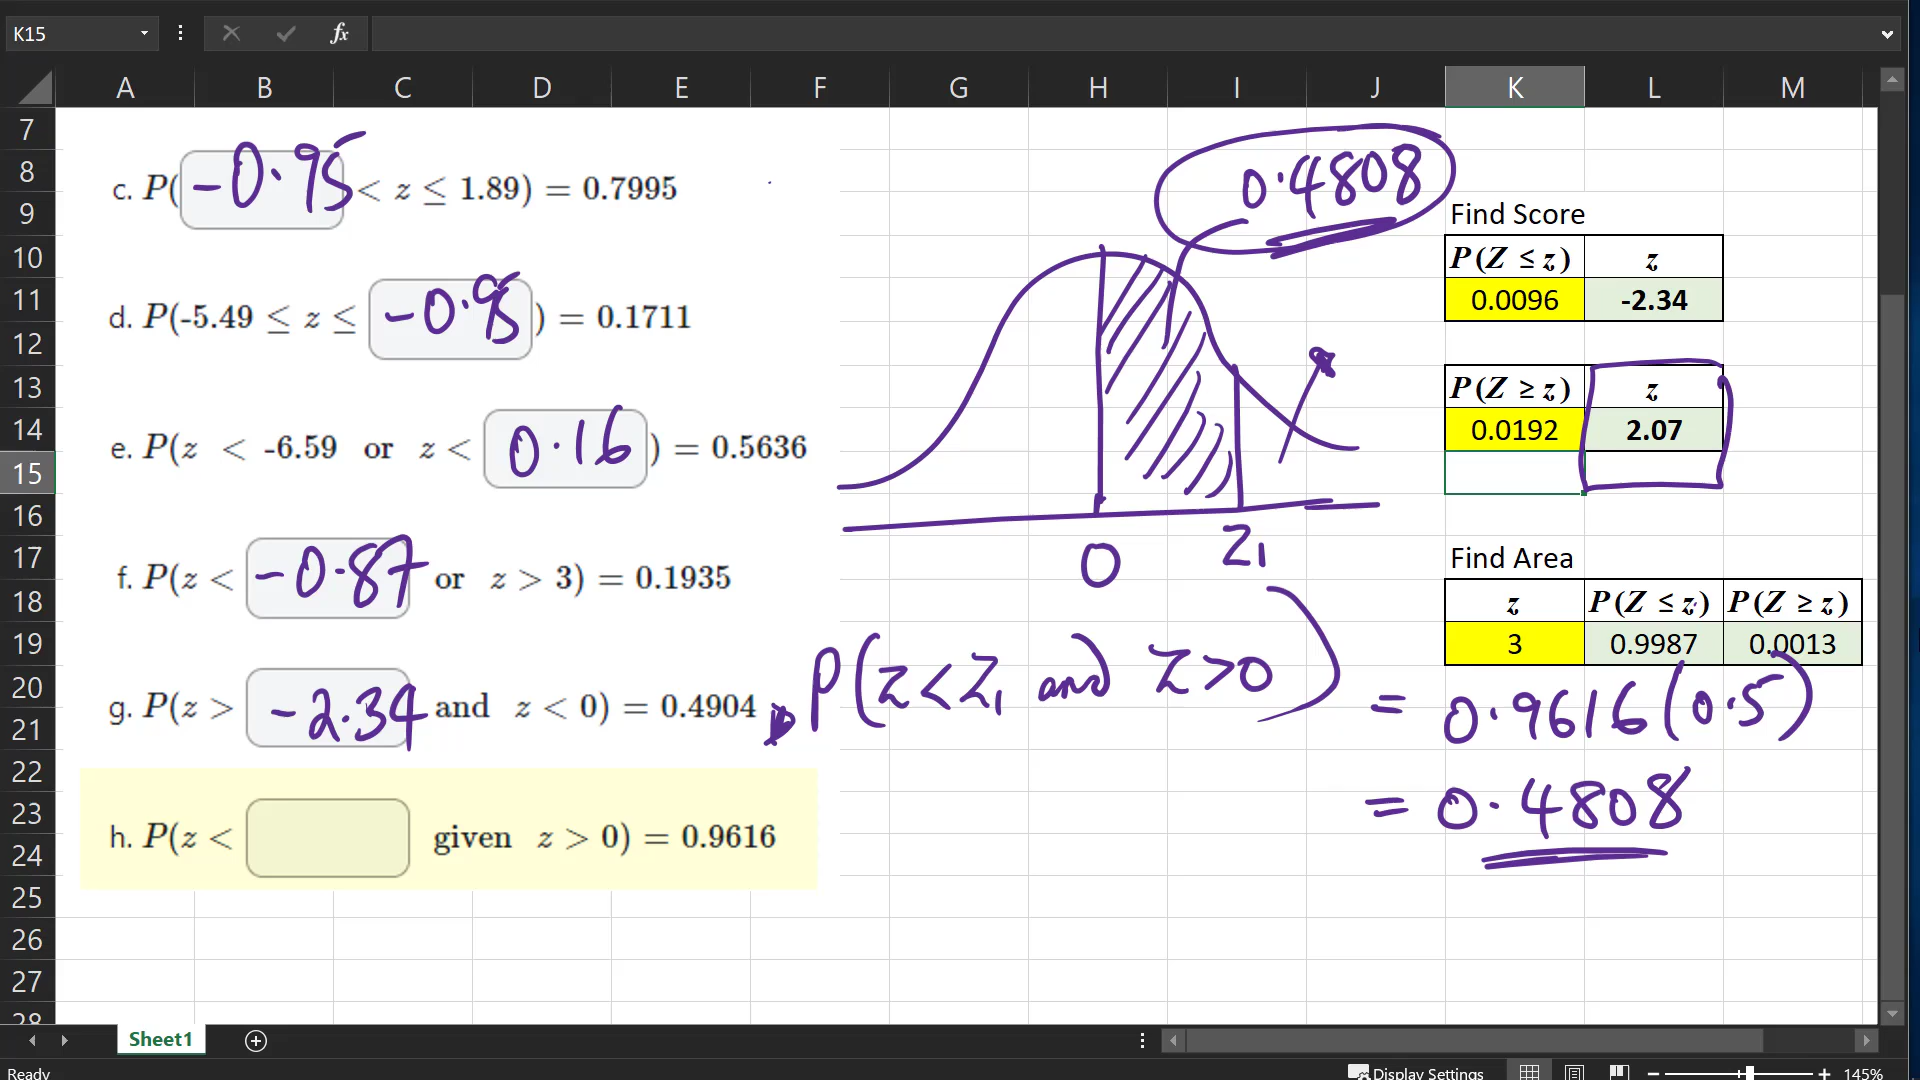 K15
fx
A B C D E F G H I J K L M
7
8
9
10
11
12
13
14
15
16
17
18
19
20
21
22
23
24
25
26
27
28
c. P( -0.95 < z ≤ 1.89) = 0.7995
d. P(-5.49 ≤ z ≤ -0.95 ) = 0.1711
e. P(z < -6.59 or z < 0.16 ) = 0.5636
f. P(z < -0.87 or z > 3) = 0.1935
g. P(z > -2.34 and z < 0) = 0.4904
h. P(z < given z > 0) = 0.9616
0.4808
0 Z1
P(Z<Z1 and Z>0) = 0.9616(0.5)
= 0.4808
Find Score
P(Z ≤ z) z
0.0096 -2.34
P(Z ≥ z) z
0.0192 2.07
Find Area
z P(Z ≤ z) P(Z ≥ z)
3 0.9987 0.0013
Sheet1
Ready
Display Settings
145%